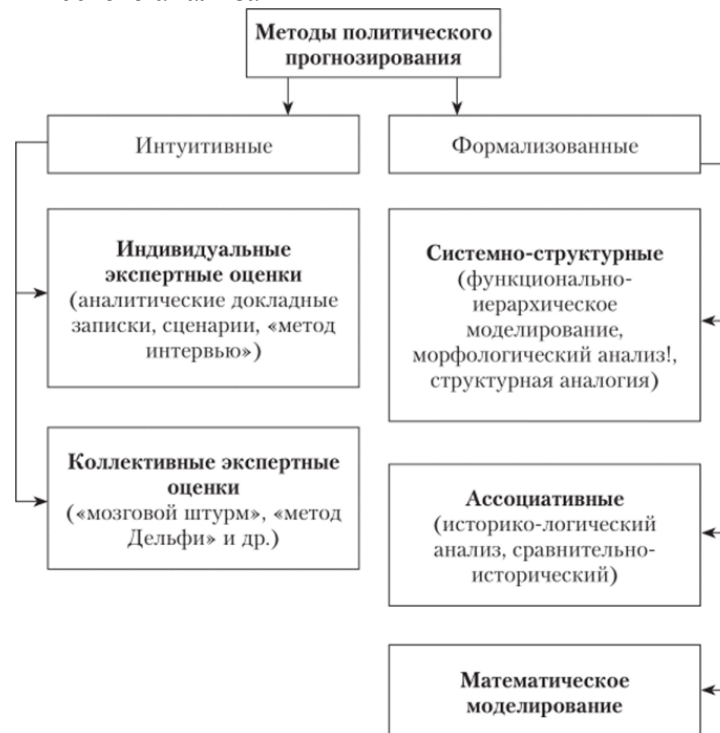 Методы политического
прогнозирования
Интуитивные
Формализованные
Индивидуальные
экспертные оценки
(аналитические докладные
записки, сценарии, «метод
интервью»)
Системно-структурные
(функционально-
иерархическое
моделирование,
морфологический анализ!,
структурная аналогия)
Коллективные экспертные
оценки
(«мозговой штурм», «метод
Дельфи» и др.)
Ассоциативные
(историко-логический
анализ, сравнительно-
исторический)
Математическое
моделирование